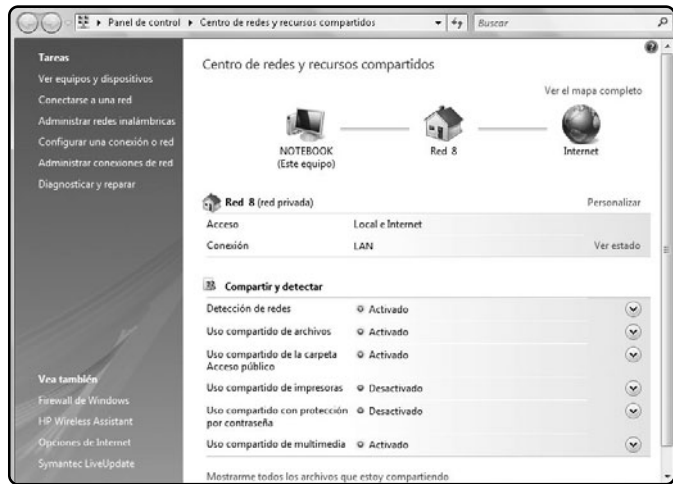 Panel de control ▸ Centro de redes y recursos compartidos
Buscar
Tareas
Ver equipos y dispositivos
Conectarse a una red
Administrar redes inalámbricas
Configurar una conexión o red
Administrar conexiones de red
Diagnosticar y reparar
Vea también
Firewall de Windows
HP Wireless Assistant
Opciones de Internet
Symantec LiveUpdate
Centro de redes y recursos compartidos
Ver el mapa completo
NOTEBOOK
(Este equipo)
Red 8
Internet
Red 8 (red privada)
Personalizar
Acceso
Local e Internet
Conexión
LAN
Ver estado
Compartir y detectar
Detección de redes
Activado
Uso compartido de archivos
Activado
Uso compartido de la carpeta
Acceso público
Activado
Uso compartido de impresoras
Desactivado
Uso compartido con protección
por contraseña
Desactivado
Uso compartido de multimedia
Activado
Mostrarme todos los archivos que estoy compartiendo